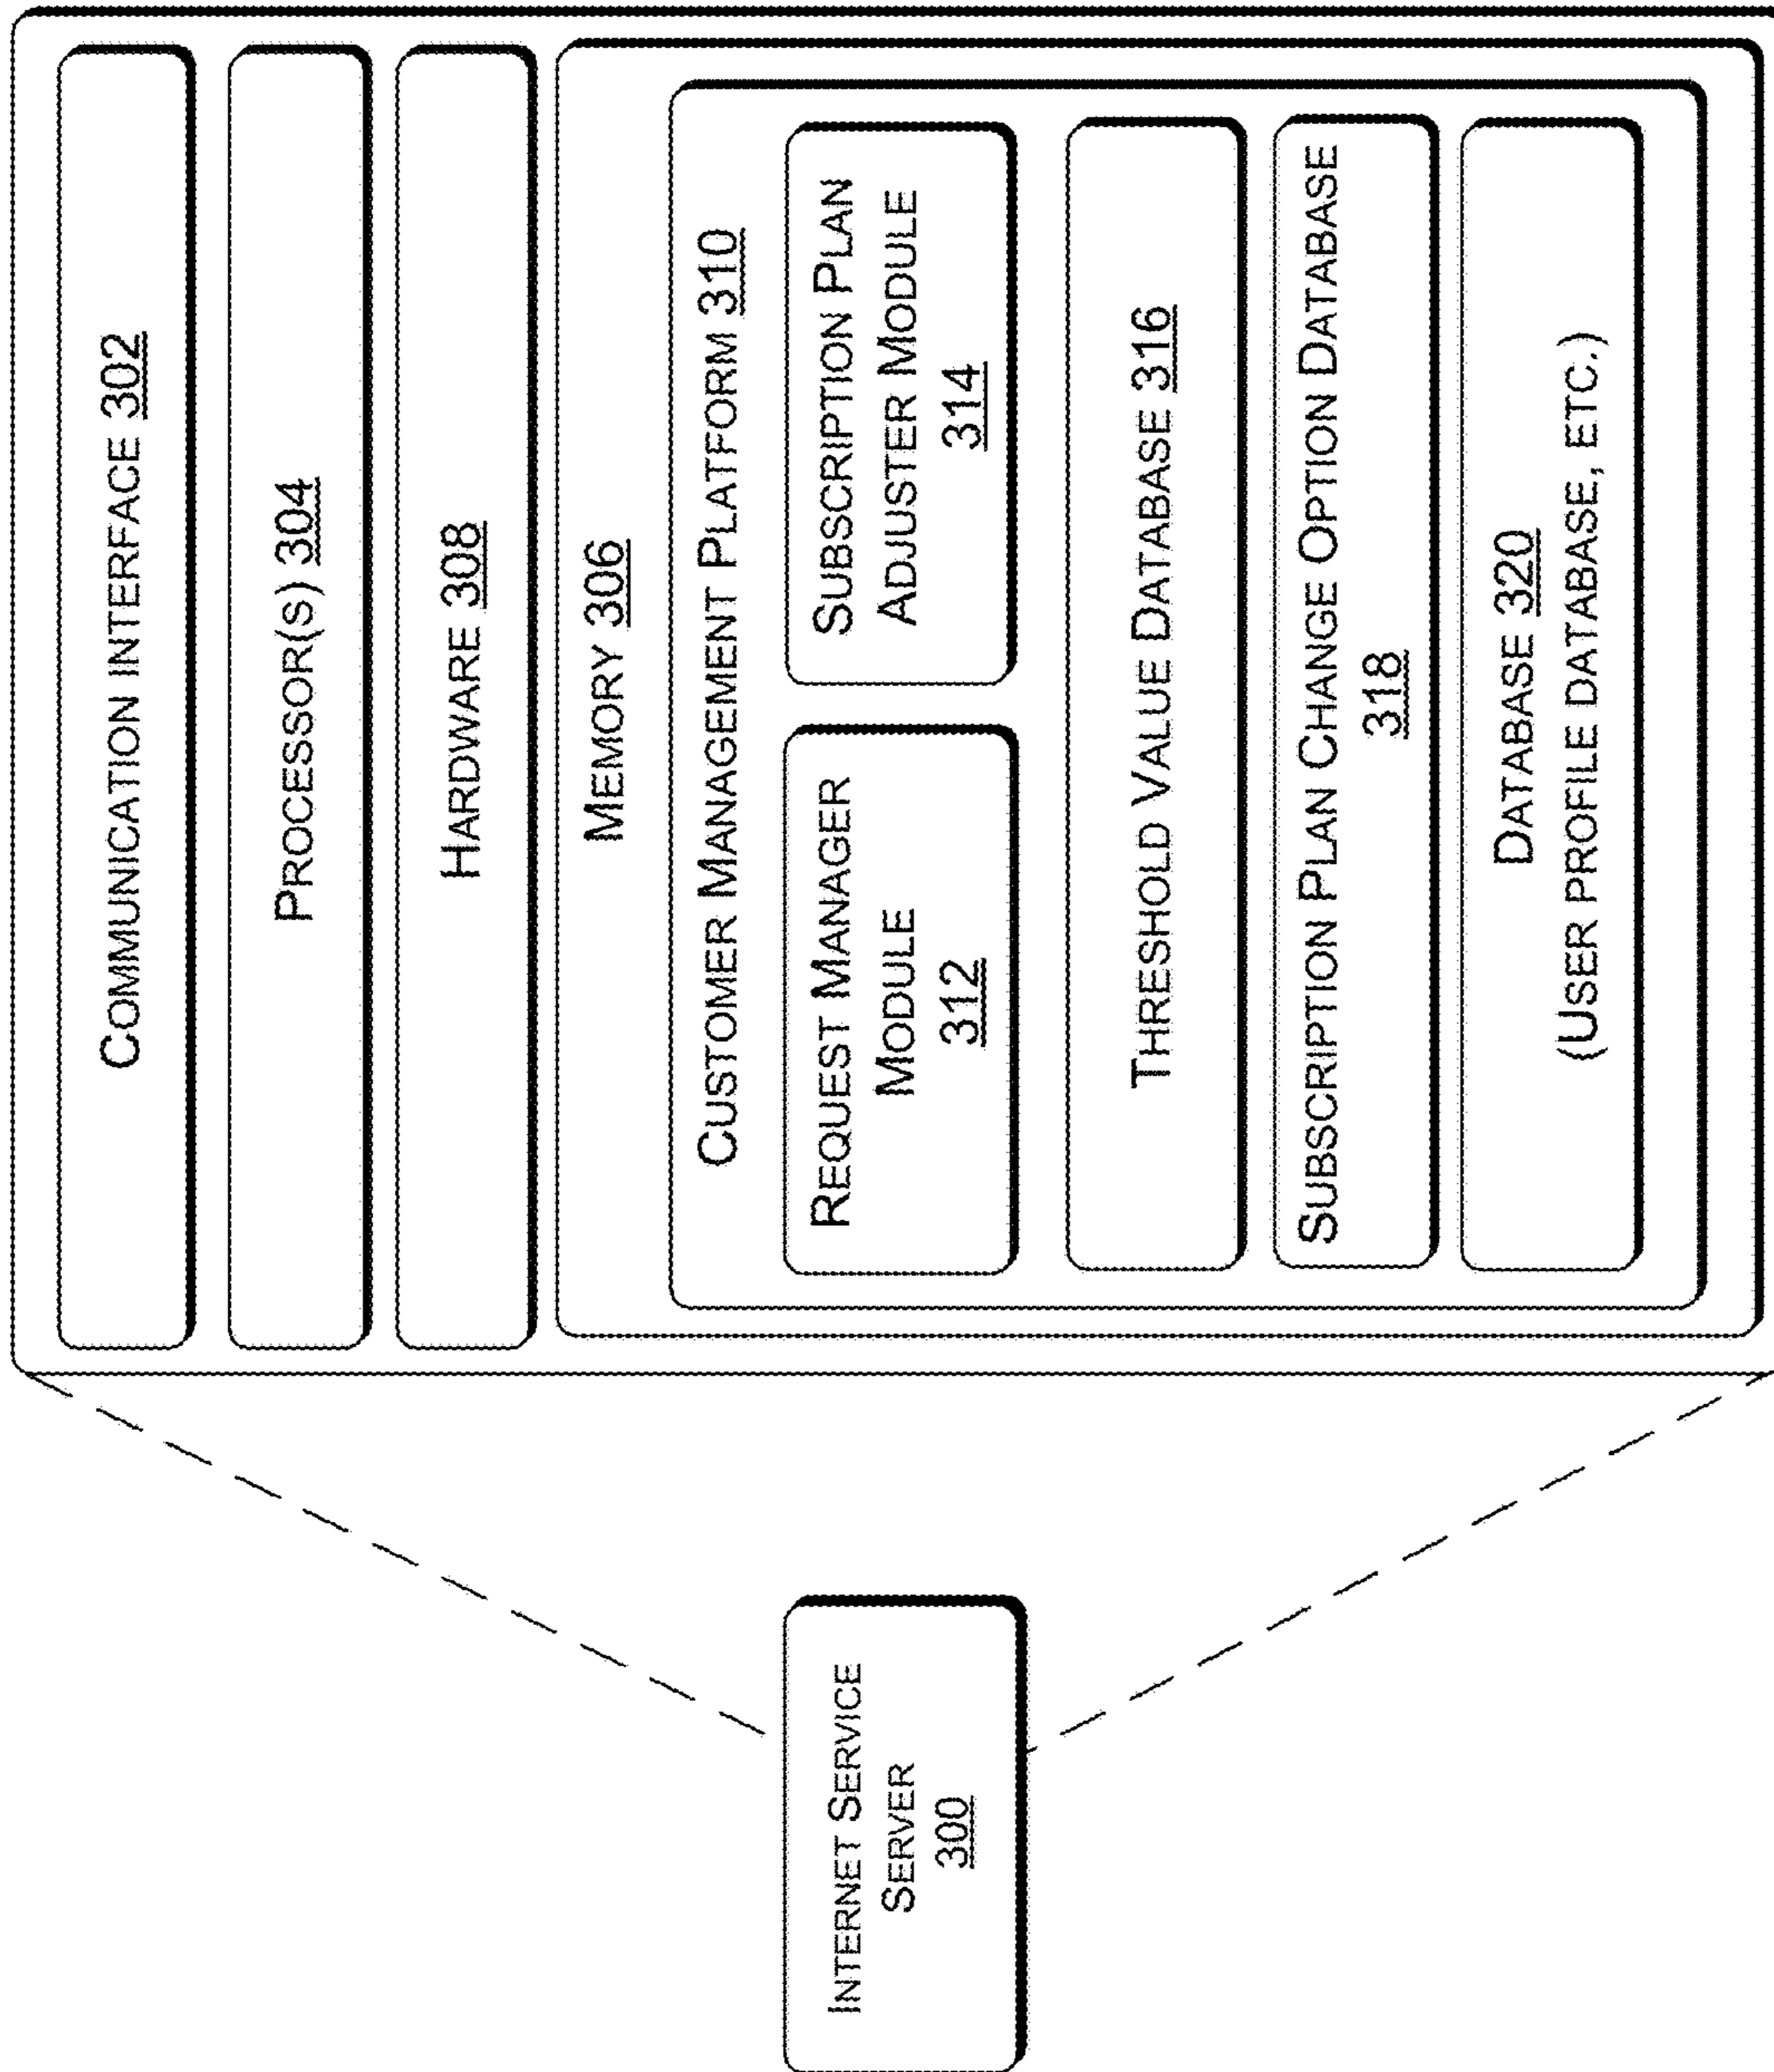 INTERNET SERVICE
SERVER
300
COMMUNICATION INTERFACE 302
PROCESSOR(S) 304
HARDWARE 308
MEMORY 306
CUSTOMER MANAGEMENT PLATFORM 310
REQUEST MANAGER
MODULE
312
SUBSCRIPTION PLAN
ADJUSTER MODULE
314
THRESHOLD VALUE DATABASE 316
SUBSCRIPTION PLAN CHANGE OPTION DATABASE
318
DATABASE 320
(USER PROFILE DATABASE, ETC.)